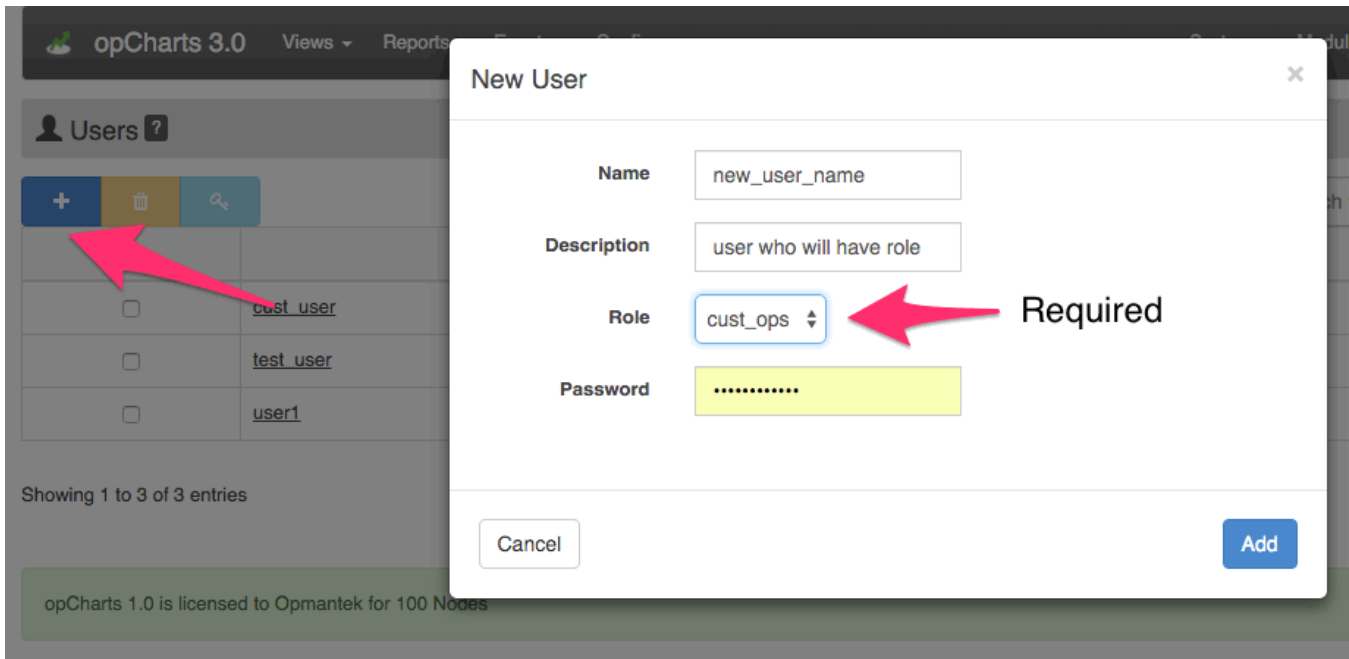 opCharts 3.0 Views Reports
New User
×
Users ?
Name new_user_name
Description user who will have role
Role cust_ops Required
Password ••••••••••••
cust_user
test_user
user1
Showing 1 to 3 of 3 entries
Cancel Add
opCharts 1.0 is licensed to Opmantek for 100 Nodes